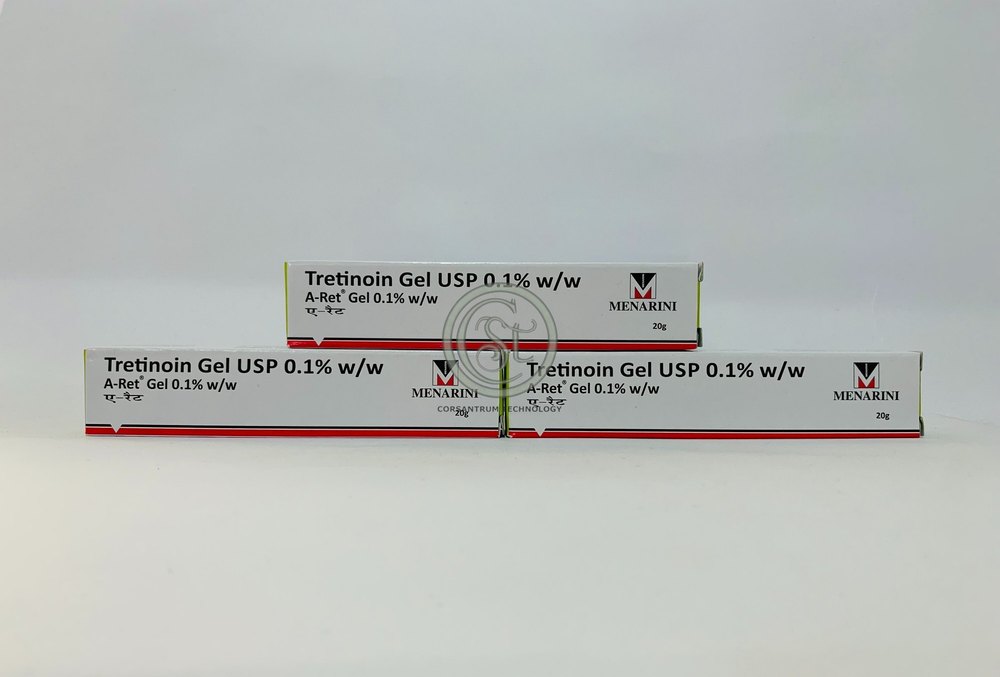 Tretinoin Gel USP 0.1% w/w
A-Ret® Gel 0.1% w/w
ए-रैट
MENARINI
20g
Tretinoin Gel USP 0.1% w/w
A-Ret® Gel 0.1% w/w
ए-रैट
MENARINI
20g
Tretinoin Gel USP 0.1% w/w
A-Ret® Gel 0.1% w/w
ए-रैट
MENARINI
20g
CORSANTRUM TECHNOLOGY